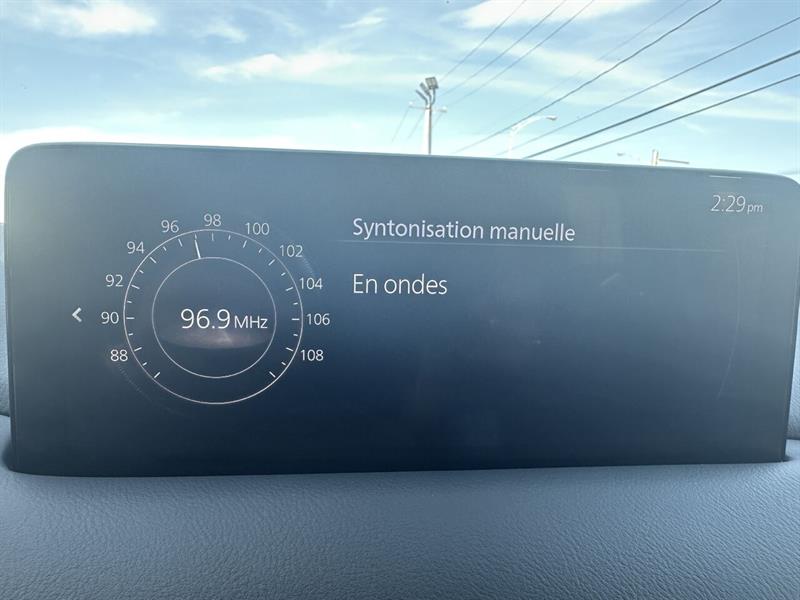 2:29 pm
Syntonisation manuelle
En ondes
88
90
92
94
96
98
100
102
104
106
108
96.9 MHz